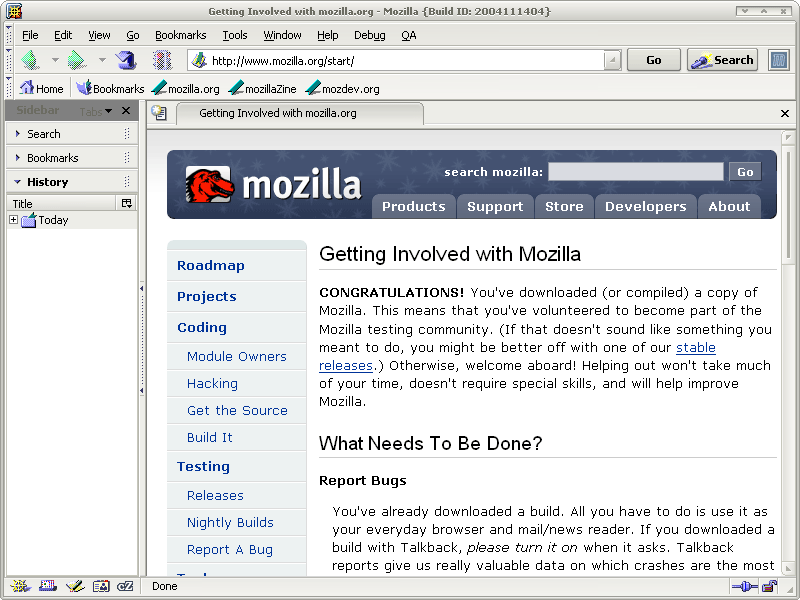 Getting Involved with mozilla.org - Mozilla {Build ID: 2004111404}
File Edit View Go Bookmarks Tools Window Help Debug QA
http://www.mozilla.org/start/ Go Search
Home Bookmarks mozilla.org mozillaZine mozdev.org
Sidebar Tabs
Getting Involved with mozilla.org
Search
Bookmarks
History
Title
Today
mozilla
search mozilla: Go
Products Support Store Developers About
Roadmap
Projects
Coding
Module Owners
Hacking
Get the Source
Build It
Testing
Releases
Nightly Builds
Report A Bug
Getting Involved with Mozilla
CONGRATULATIONS! You've downloaded (or compiled) a copy of
Mozilla. This means that you've volunteered to become part of the
Mozilla testing community. (If that doesn't sound like something you
meant to do, you might be better off with one of our stable
releases.) Otherwise, welcome aboard! Helping out won't take much
of your time, doesn't require special skills, and will help improve
Mozilla.
What Needs To Be Done?
Report Bugs
You've already downloaded a build. All you have to do is use it as
your everyday browser and mail/news reader. If you downloaded a
build with Talkback, please turn it on when it asks. Talkback
reports give us really valuable data on which crashes are the most
cZ
Done